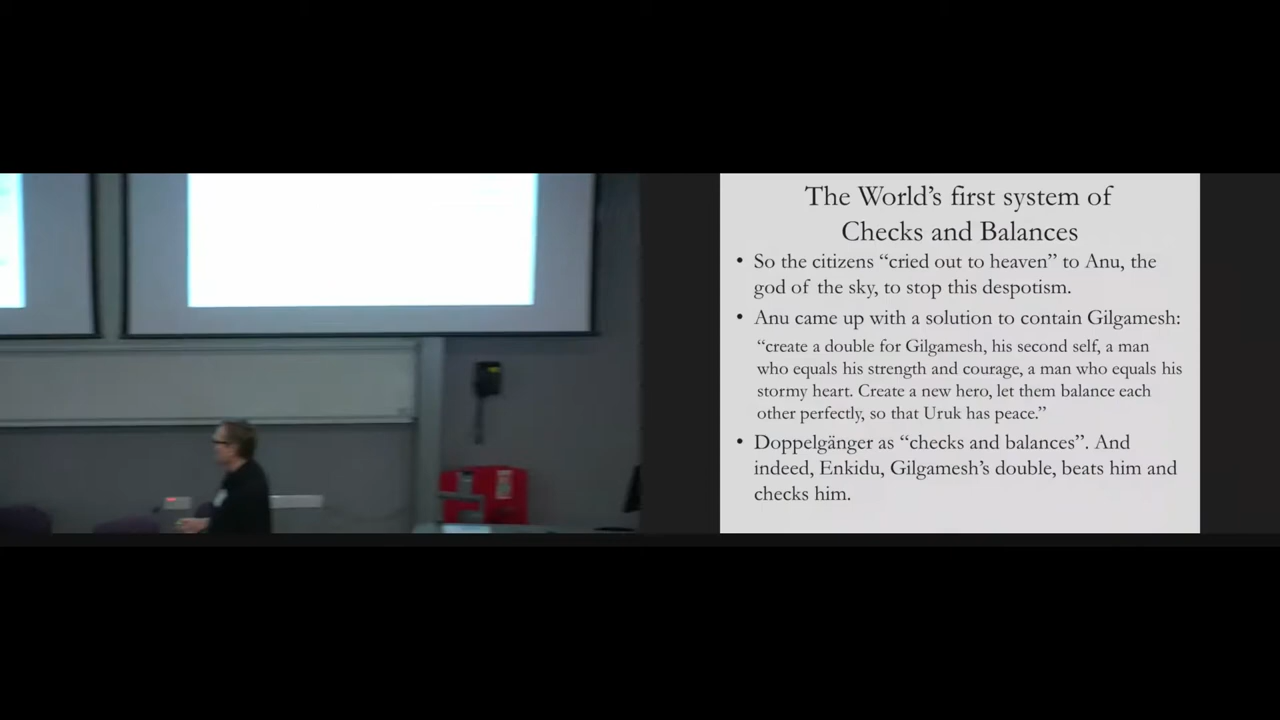 The World’s first system of
Checks and Balances
• So the citizens “cried out to heaven” to Anu, the
god of the sky, to stop this despotism.
• Anu came up with a solution to contain Gilgamesh:
“create a double for Gilgamesh, his second self, a man
who equals his strength and courage, a man who equals his
stormy heart. Create a new hero, let them balance each
other perfectly, so that Uruk has peace.”
• Doppelgänger as “checks and balances”. And
indeed, Enkidu, Gilgamesh’s double, beats him and
checks him.